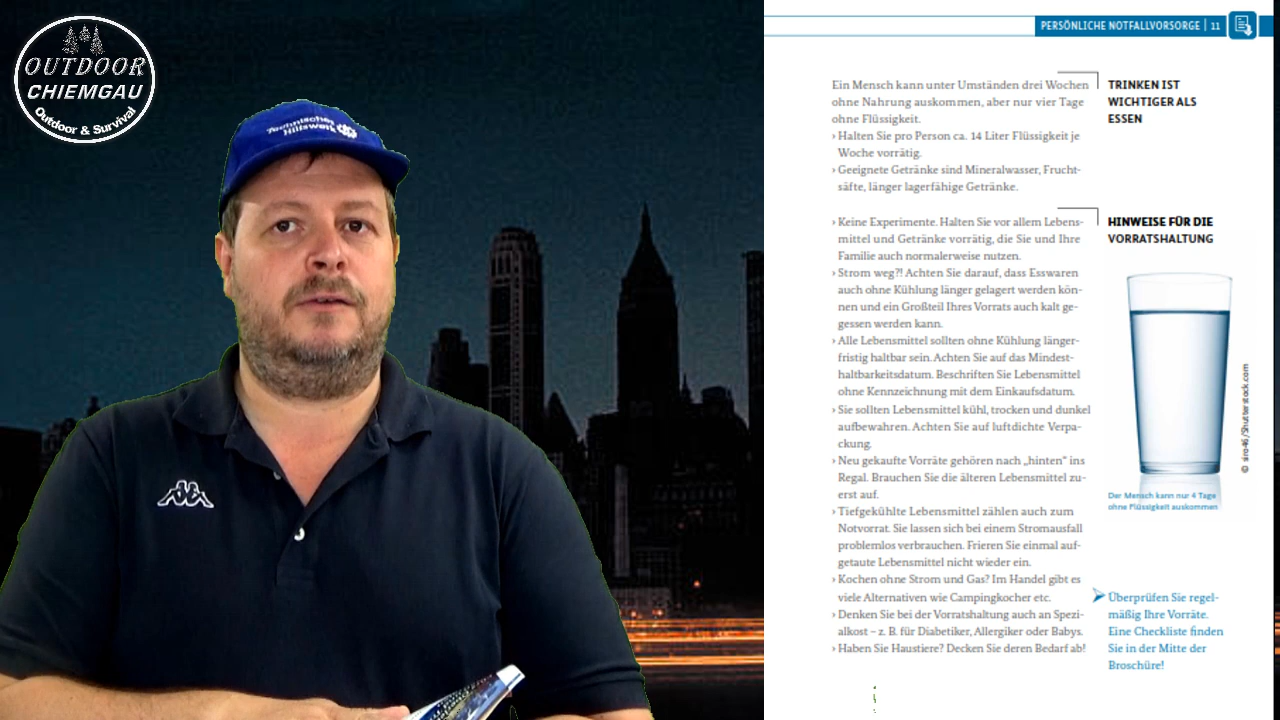 OUTDOOR
CHIEMGAU
Outdoor & Survival
Technisches
Hilfswerk
PERSÖNLICHE NOTFALLVORSORGE | 11
Ein Mensch kann unter Umständen drei Wochen
ohne Nahrung auskommen, aber nur vier Tage
ohne Flüssigkeit.
› Halten Sie pro Person ca. 14 Liter Flüssigkeit je
Woche vorrätig.
› Geeignete Getränke sind Mineralwasser, Frucht-
säfte, länger lagerfähige Getränke.
TRINKEN IST
WICHTIGER ALS
ESSEN
› Keine Experimente. Halten Sie vor allem Lebens-
mittel und Getränke vorrätig, die Sie und Ihre
Familie auch normalerweise nutzen.
› Strom weg?! Achten Sie darauf, dass Esswaren
auch ohne Kühlung länger gelagert werden kön-
nen und ein Großteil Ihres Vorrats auch kalt ge-
gessen werden kann.
› Alle Lebensmittel sollten ohne Kühlung länger-
fristig haltbar sein. Achten Sie auf das Mindest-
haltbarkeitsdatum. Beschriften Sie Lebensmittel
ohne Kennzeichnung mit dem Einkaufsdatum.
› Sie sollten Lebensmittel kühl, trocken und dunkel
aufbewahren. Achten Sie auf luftdichte Verpa-
ckung.
› Neu gekaufte Vorräte gehören nach „hinten“ ins
Regal. Brauchen Sie die älteren Lebensmittel zu-
erst auf.
› Tiefgekühlte Lebensmittel zählen auch zum
Notvorrat. Sie lassen sich bei einem Stromausfall
problemlos verbrauchen. Frieren Sie einmal auf-
getaute Lebensmittel nicht wieder ein.
› Kochen ohne Strom und Gas? Im Handel gibt es
viele Alternativen wie Campingkocher etc.
› Denken Sie bei der Vorratshaltung auch an Spezi-
alkost – z. B. für Diabetiker, Allergiker oder Babys.
› Haben Sie Haustiere? Decken Sie deren Bedarf ab!
HINWEISE FÜR DIE
VORRATSHALTUNG
© siro46/Shutterstock.com
Der Mensch kann nur 4 Tage
ohne Flüssigkeit auskommen
Überprüfen Sie regel-
mäßig Ihre Vorräte.
Eine Checkliste finden
Sie in der Mitte der
Broschüre!